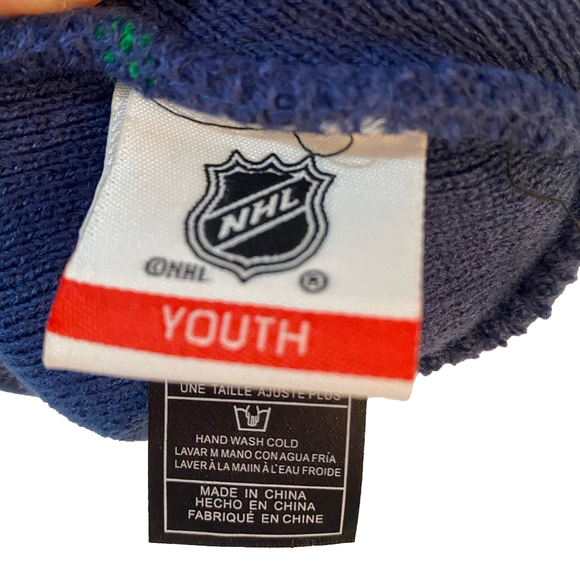 NHL
©NHL ®
YOUTH
UNE TAILLE AJUSTE PLUS
HAND WASH COLD
LAVAR M MANO CON AGUA FRÍA
LAVER À LA MAIIN À L'EAU FROIDE
MADE IN CHINA
HECHO EN CHINA
FABRIQUÉ EN CHINE